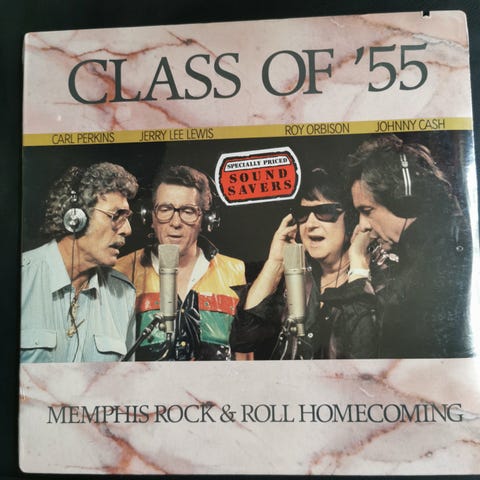 CLASS OF '55
CARL PERKINS JERRY LEE LEWIS ROY ORBISON JOHNNY CASH
SPECIALLY PRICED
SOUND
SAVERS
MEMPHIS ROCK & ROLL HOMECOMING